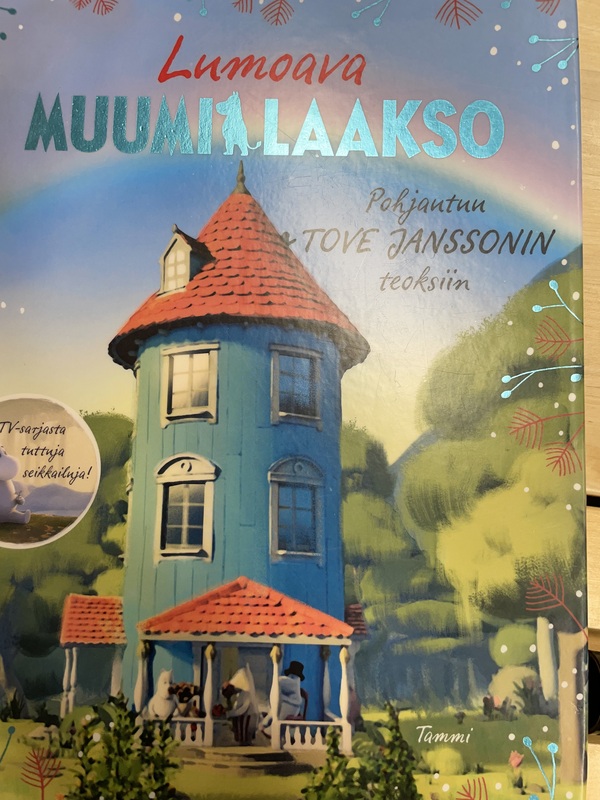 Lumoava
MUUMILAAKSO
Pohjautuu
TOVE JANSSONIN
teoksiin
TV-sarjasta
tuttuja
seikkailuja!
Tammi